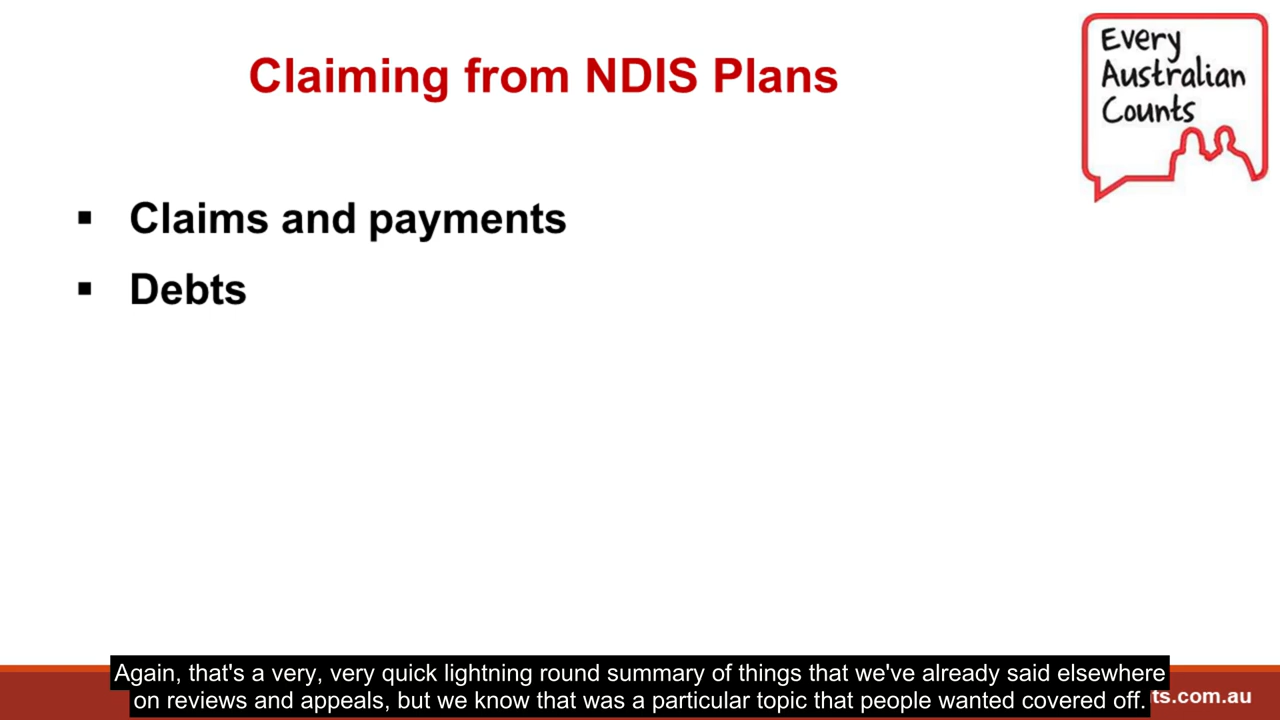 Claiming from NDIS Plans
Every
Australian
Counts
▪ Claims and payments
▪ Debts
Again, that's a very, very quick lightning round summary of things that we've already said elsewhere
on reviews and appeals, but we know that was a particular topic that people wanted covered off.
ts.com.au